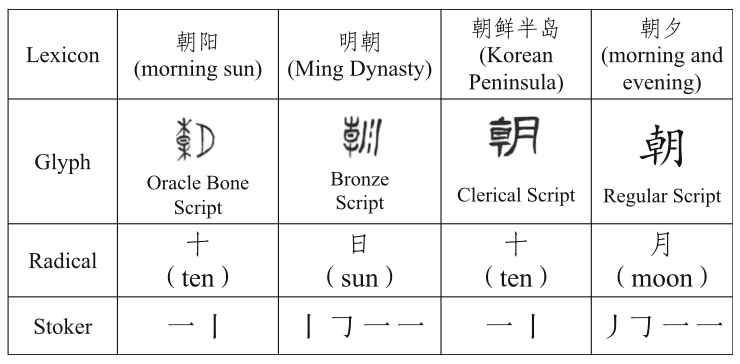 Lexicon
朝阳
(morning sun)
明朝
(Ming Dynasty)
朝鲜半岛
(Korean
Peninsula)
朝夕
(morning and
evening)
Glyph
朝
Oracle Bone
Script
朝
Bronze
Script
朝
Clerical Script
朝
Regular Script
Radical
十
（ten）
日
（sun）
十
（ten）
月
（moon）
Stoker
一 丨
丨 𠃌 一 一
一 丨
丿 𠃌 一 一